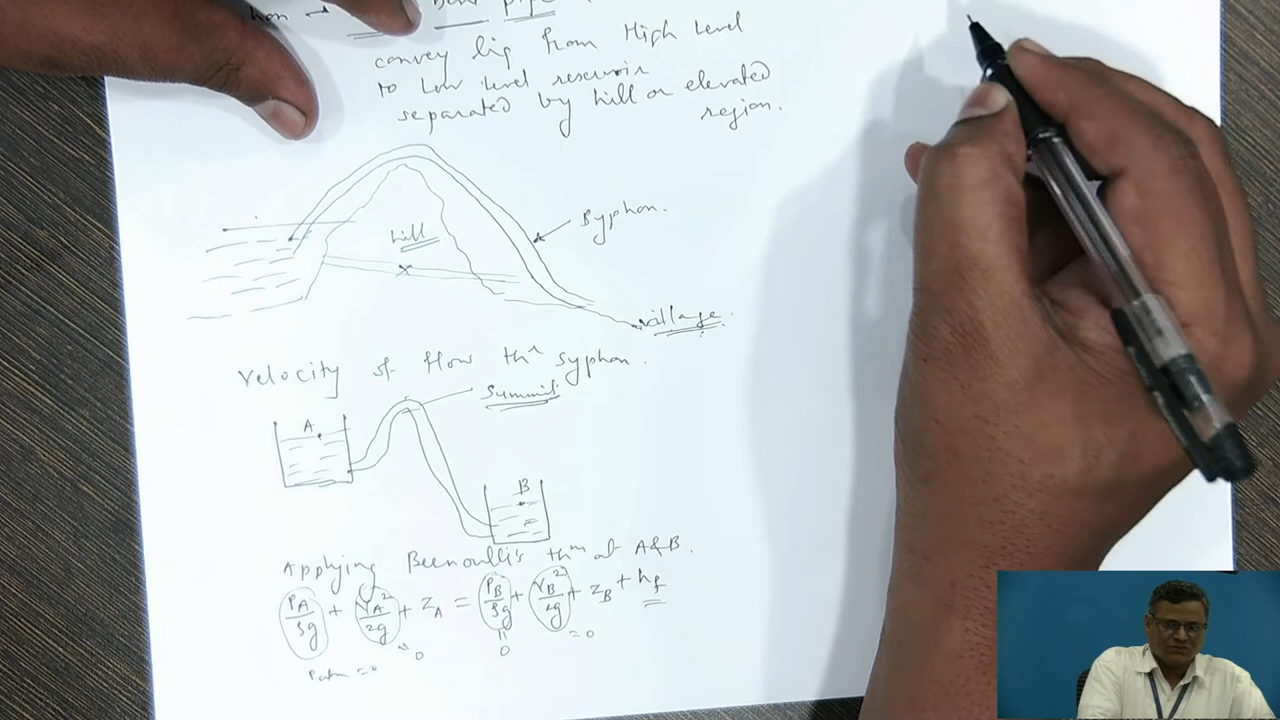 Bent pipe
convey liq from High Level
to Low Level reservoir
separated by hill or elevated
region.
Syphon.
hill
village.
Velocity of flow thr syphon.
Summit
A
B
Applying Bernoulli's thm at A&B.
PA/ρg + VA²/2g + ZA = PB/ρg + VB²/2g + ZB + hf
Patm = 0
= 0
= 0
= 0